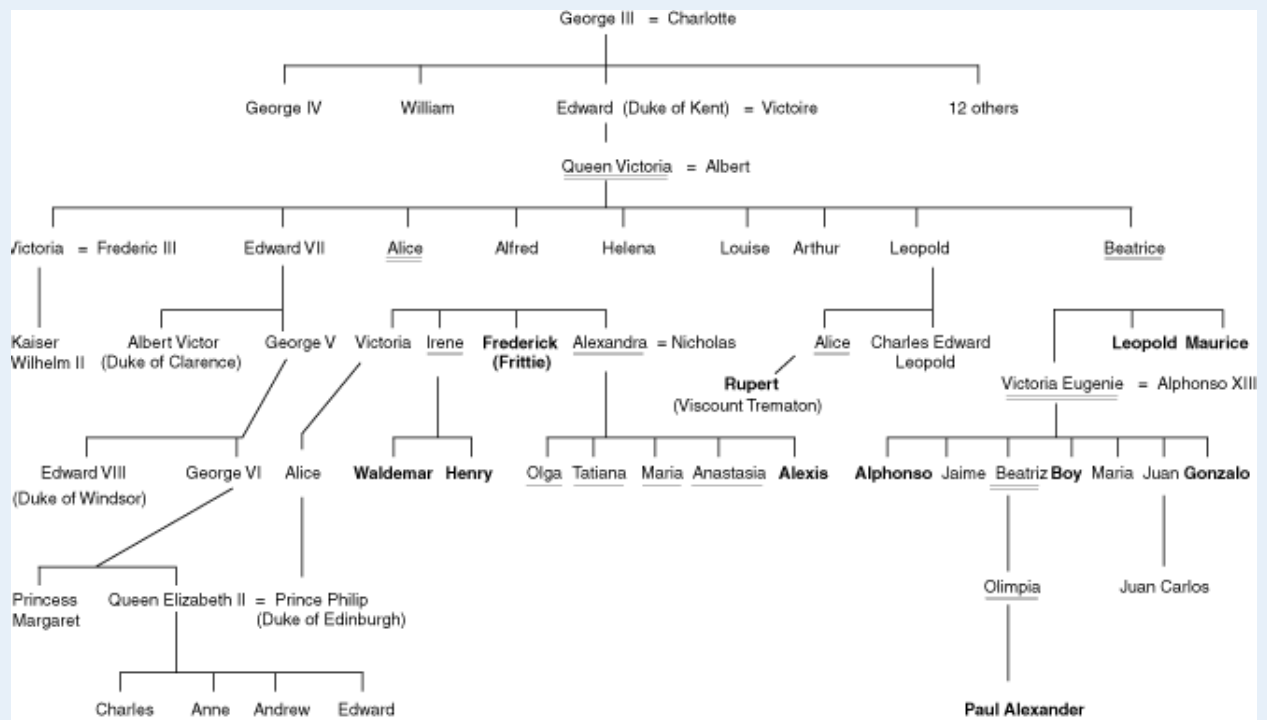 George III = Charlotte
George IV William Edward (Duke of Kent) = Victoire 12 others
Queen Victoria = Albert
Victoria = Frederic III Edward VII Alice Alfred Helena Louise Arthur Leopold Beatrice
Kaiser Albert Victor George V Victoria Irene Frederick Alexandra = Nicholas Alice Charles Edward Leopold Maurice
Wilhelm II (Duke of Clarence) (Frittie) Leopold
Rupert Victoria Eugenie = Alphonso XIII
(Viscount Trematon)
Edward VIII George VI Alice Waldemar Henry Olga Tatiana Maria Anastasia Alexis Alphonso Jaime Beatriz Boy Maria Juan Gonzalo
(Duke of Windsor)
Olimpia Juan Carlos
Princess Queen Elizabeth II = Prince Philip
Margaret (Duke of Edinburgh)
Charles Anne Andrew Edward Paul Alexander